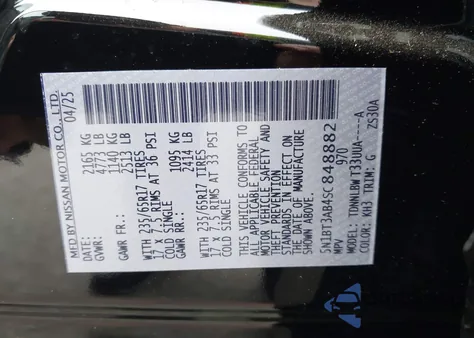 MFD BY NISSAN MOTOR CO., LTD.
DATE: 04/25
GVWR: 2165 KG
4773 LB
GAWR FR.: 1140 KG
2513 LB
WITH 235/65R17 TIRES
17 x 7.5 RIMS AT 36 PSI
COLD SINGLE
GAWR RR.: 1095 KG
2414 LB
WITH 235/65R17 TIRES
17 x 7.5 RIMS AT 33 PSI
COLD SINGLE
THIS VEHICLE CONFORMS TO
ALL APPLICABLE FEDERAL
MOTOR VEHICLE SAFETY AND
THEFT PREVENTION
STANDARDS IN EFFECT ON
THE DATE OF MANUFACTURE
SHOWN ABOVE.
5N1BT3AB4SC848882
MPV 970
MODEL: TDNNLBW T33UUA----A
COLOR: KH3 TRIM: G ZS30A